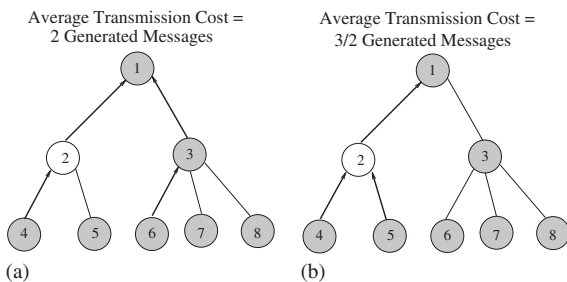 Average Transmission Cost =
2 Generated Messages
1
2
3
4
5
6
7
8
(a)
Average Transmission Cost =
3/2 Generated Messages
1
2
3
4
5
6
7
8
(b)